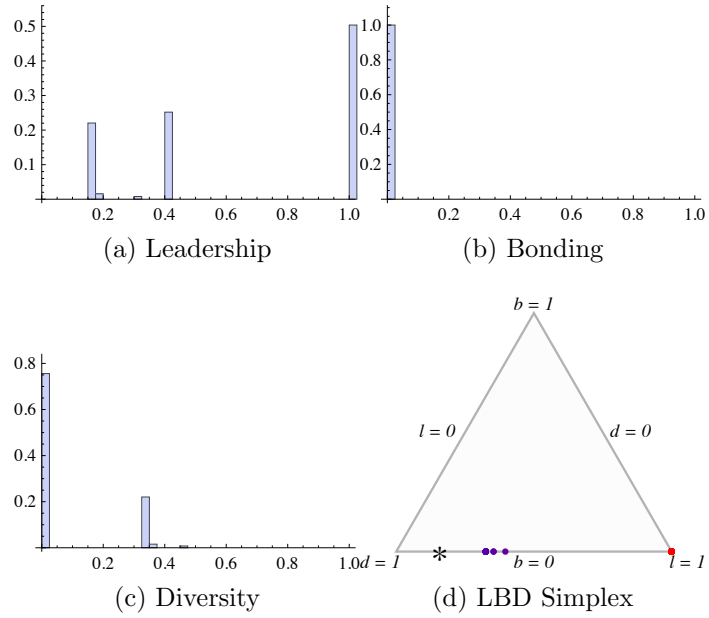 0.5
0.4
0.3
0.2
0.1
0.2 0.4 0.6 0.8 1.0
(a) Leadership
1.0
0.8
0.6
0.4
0.2
0.2 0.4 0.6 0.8 1.0
(b) Bonding
0.8
0.6
0.4
0.2
0.2 0.4 0.6 0.8 1.0
(c) Diversity
b = 1
l = 0 d = 0
*
d = 1 b = 0 l = 1
(d) LBD Simplex